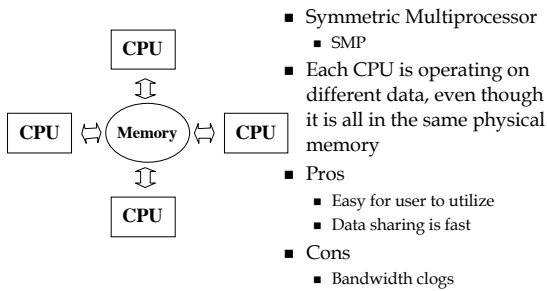 CPU
CPU
Memory
CPU
CPU
■ Symmetric Multiprocessor
■ SMP
■ Each CPU is operating on
different data, even though
it is all in the same physical
memory
■ Pros
■ Easy for user to utilize
■ Data sharing is fast
■ Cons
■ Bandwidth clogs